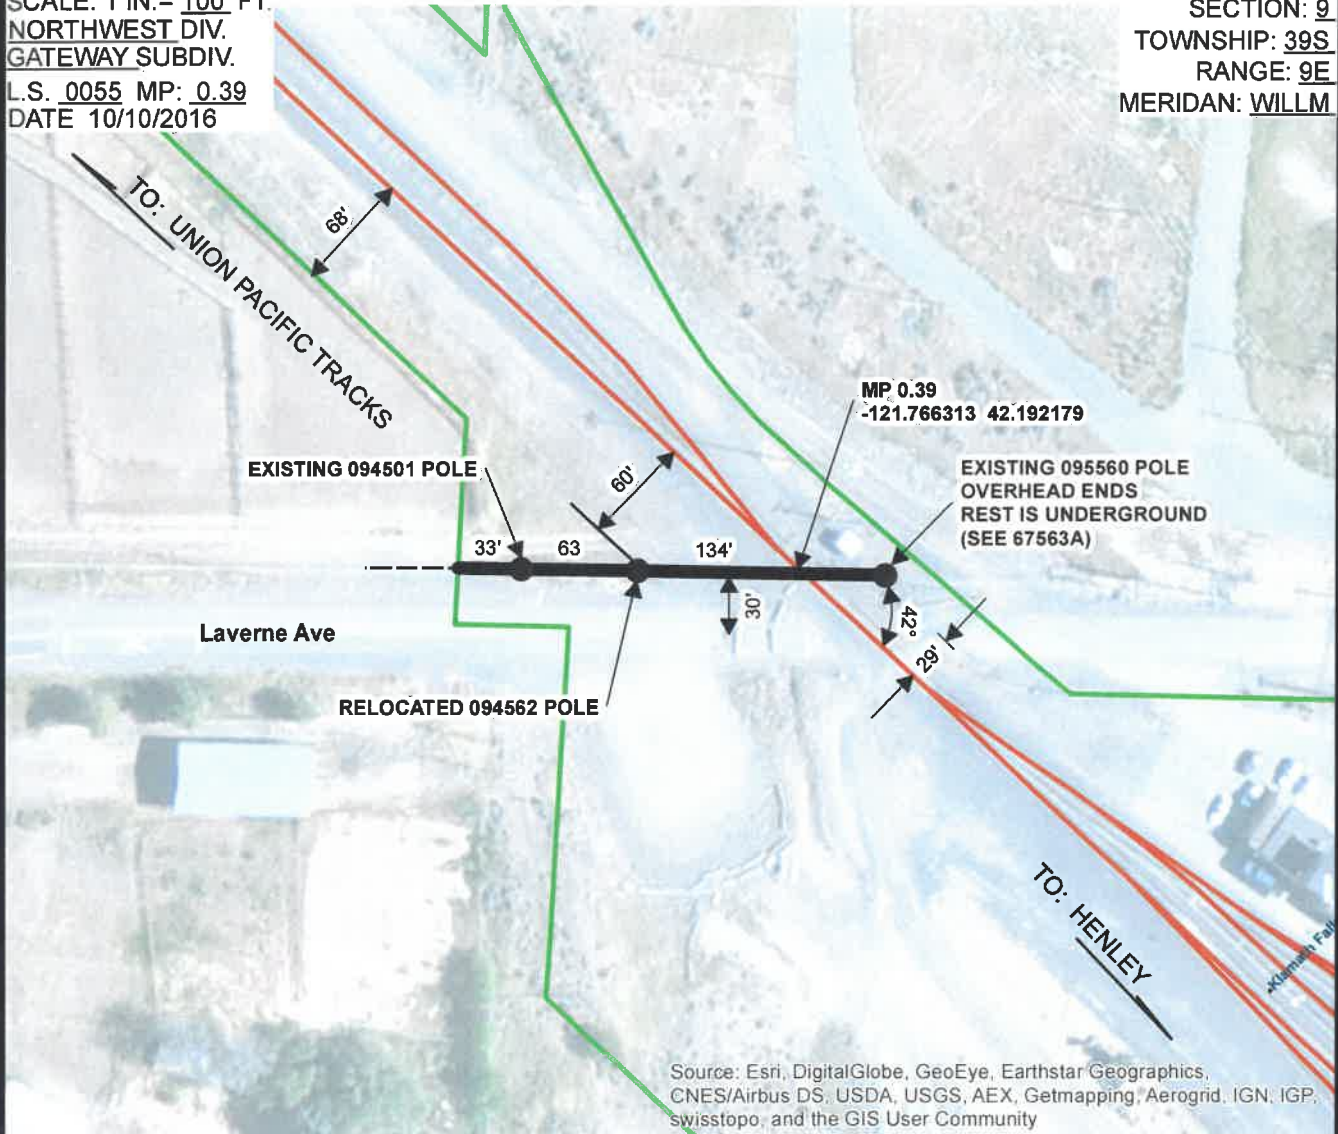 SCALE: 1 IN.= 100 FT.
NORTHWEST DIV.
GATEWAY SUBDIV.
L.S. 0055 MP: 0.39
DATE 10/10/2016
SECTION: 9
TOWNSHIP: 39S
RANGE: 9E
MERIDAN: WILLM
TO: UNION PACIFIC TRACKS
68'
MP 0.39
-121.766313 42.192179
EXISTING 094501 POLE
60'
EXISTING 095560 POLE
OVERHEAD ENDS
REST IS UNDERGROUND
(SEE 67563A)
33'
63
134'
30'
42°
29'
Laverne Ave
RELOCATED 094562 POLE
TO: HENLEY
Klamath Fall
Source: Esri, DigitalGlobe, GeoEye, Earthstar Geographics,
CNES/Airbus DS, USDA, USGS, AEX, Getmapping, Aerogrid, IGN, IGP,
swisstopo, and the GIS User Community